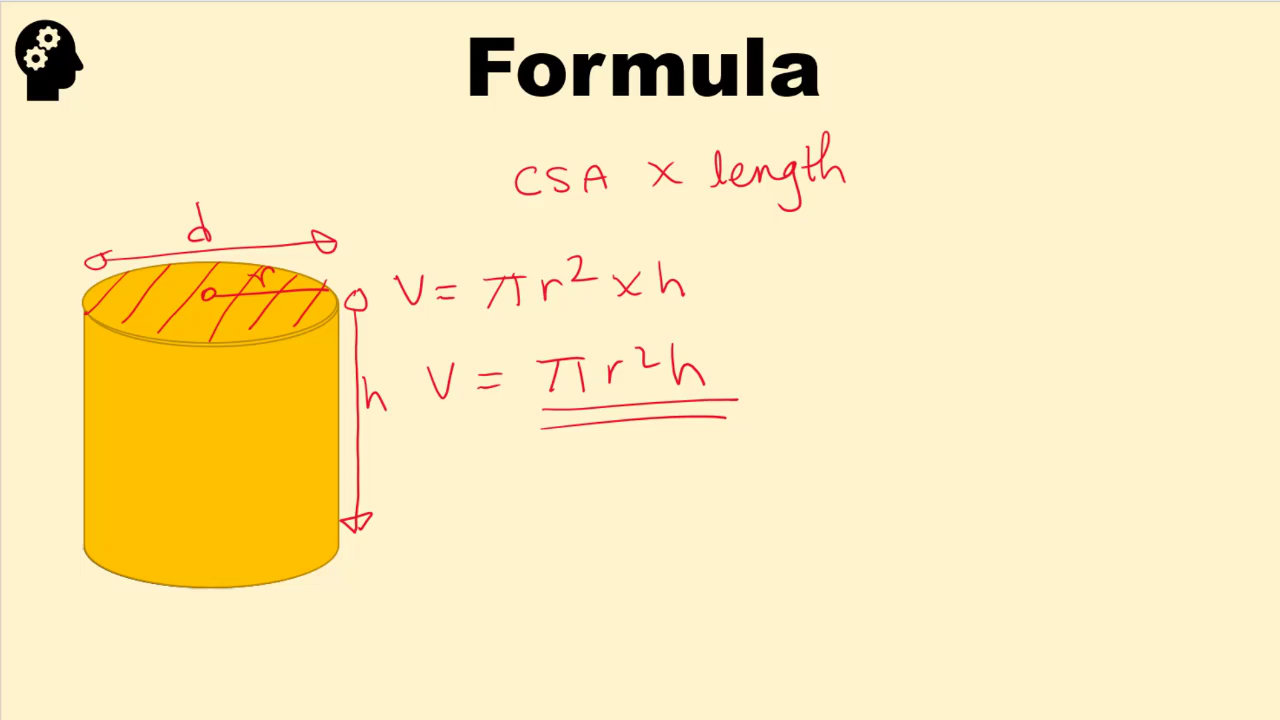 Formula
CSA × length
d
r
V = πr² × h
h
V = πr²h